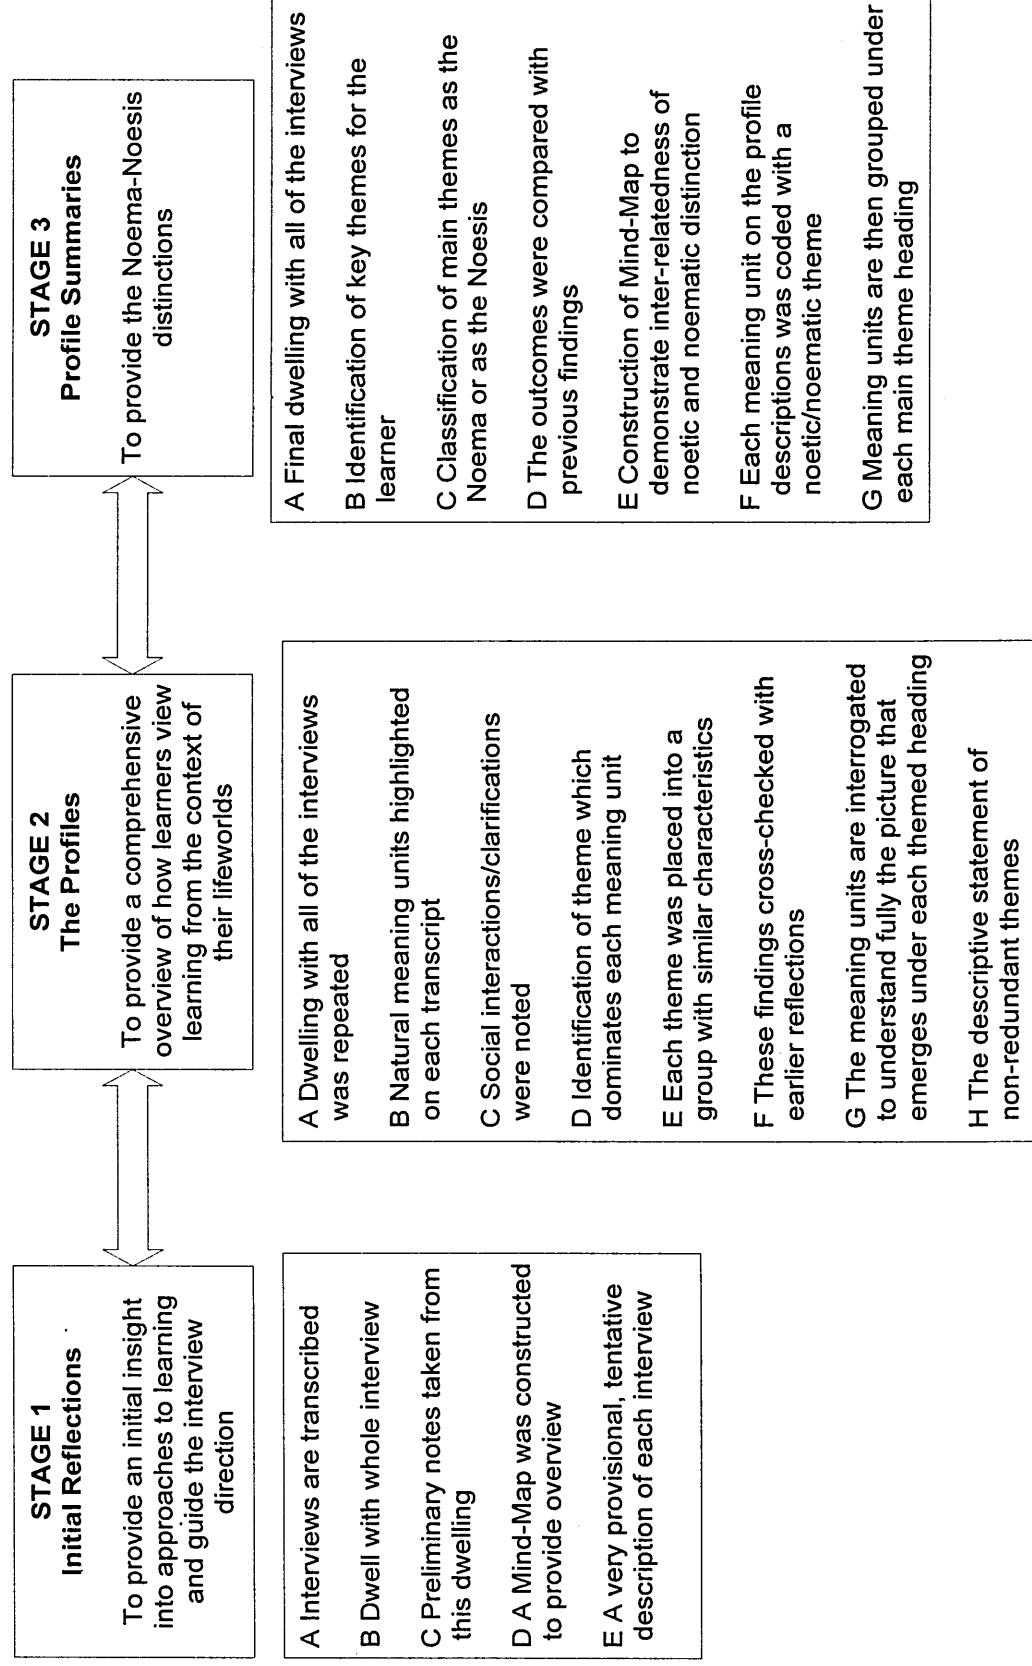 STAGE 1
Initial Reflections
To provide an initial insight
into approaches to learning
and guide the interview
direction
A Interviews are transcribed
B Dwell with whole interview
C Preliminary notes taken from
this dwelling
D A Mind-Map was constructed
to provide overview
E A very provisional, tentative
description of each interview
STAGE 2
The Profiles
To provide a comprehensive
overview of how learners view
learning from the context of
their lifeworlds
A Dwelling with all of the interviews
was repeated
B Natural meaning units highlighted
on each transcript
C Social interactions/clarifications
were noted
D Identification of theme which
dominates each meaning unit
E Each theme was placed into a
group with similar characteristics
F These findings cross-checked with
earlier reflections
G The meaning units are interrogated
to understand fully the picture that
emerges under each themed heading
H The descriptive statement of
non-redundant themes
STAGE 3
Profile Summaries
To provide the Noema-Noesis
distinctions
A Final dwelling with all of the interviews
B Identification of key themes for the
learner
C Classification of main themes as the
Noema or as the Noesis
D The outcomes were compared with
previous findings
E Construction of Mind-Map to
demonstrate inter-relatedness of
noetic and noematic distinction
F Each meaning unit on the profile
descriptions was coded with a
noetic/noematic theme
G Meaning units are then grouped under
each main theme heading